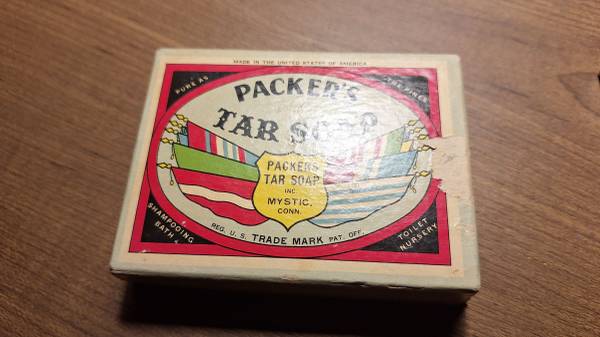 MADE IN THE UNITED STATES OF AMERICA
PURE AS
PACKER'S
TAR SOAP
PACKERS
TAR SOAP
INC.
MYSTIC,
CONN.
REG. U.S. TRADE MARK PAT. OFF.
SHAMPOOING
BATH
TOILET
NURSERY